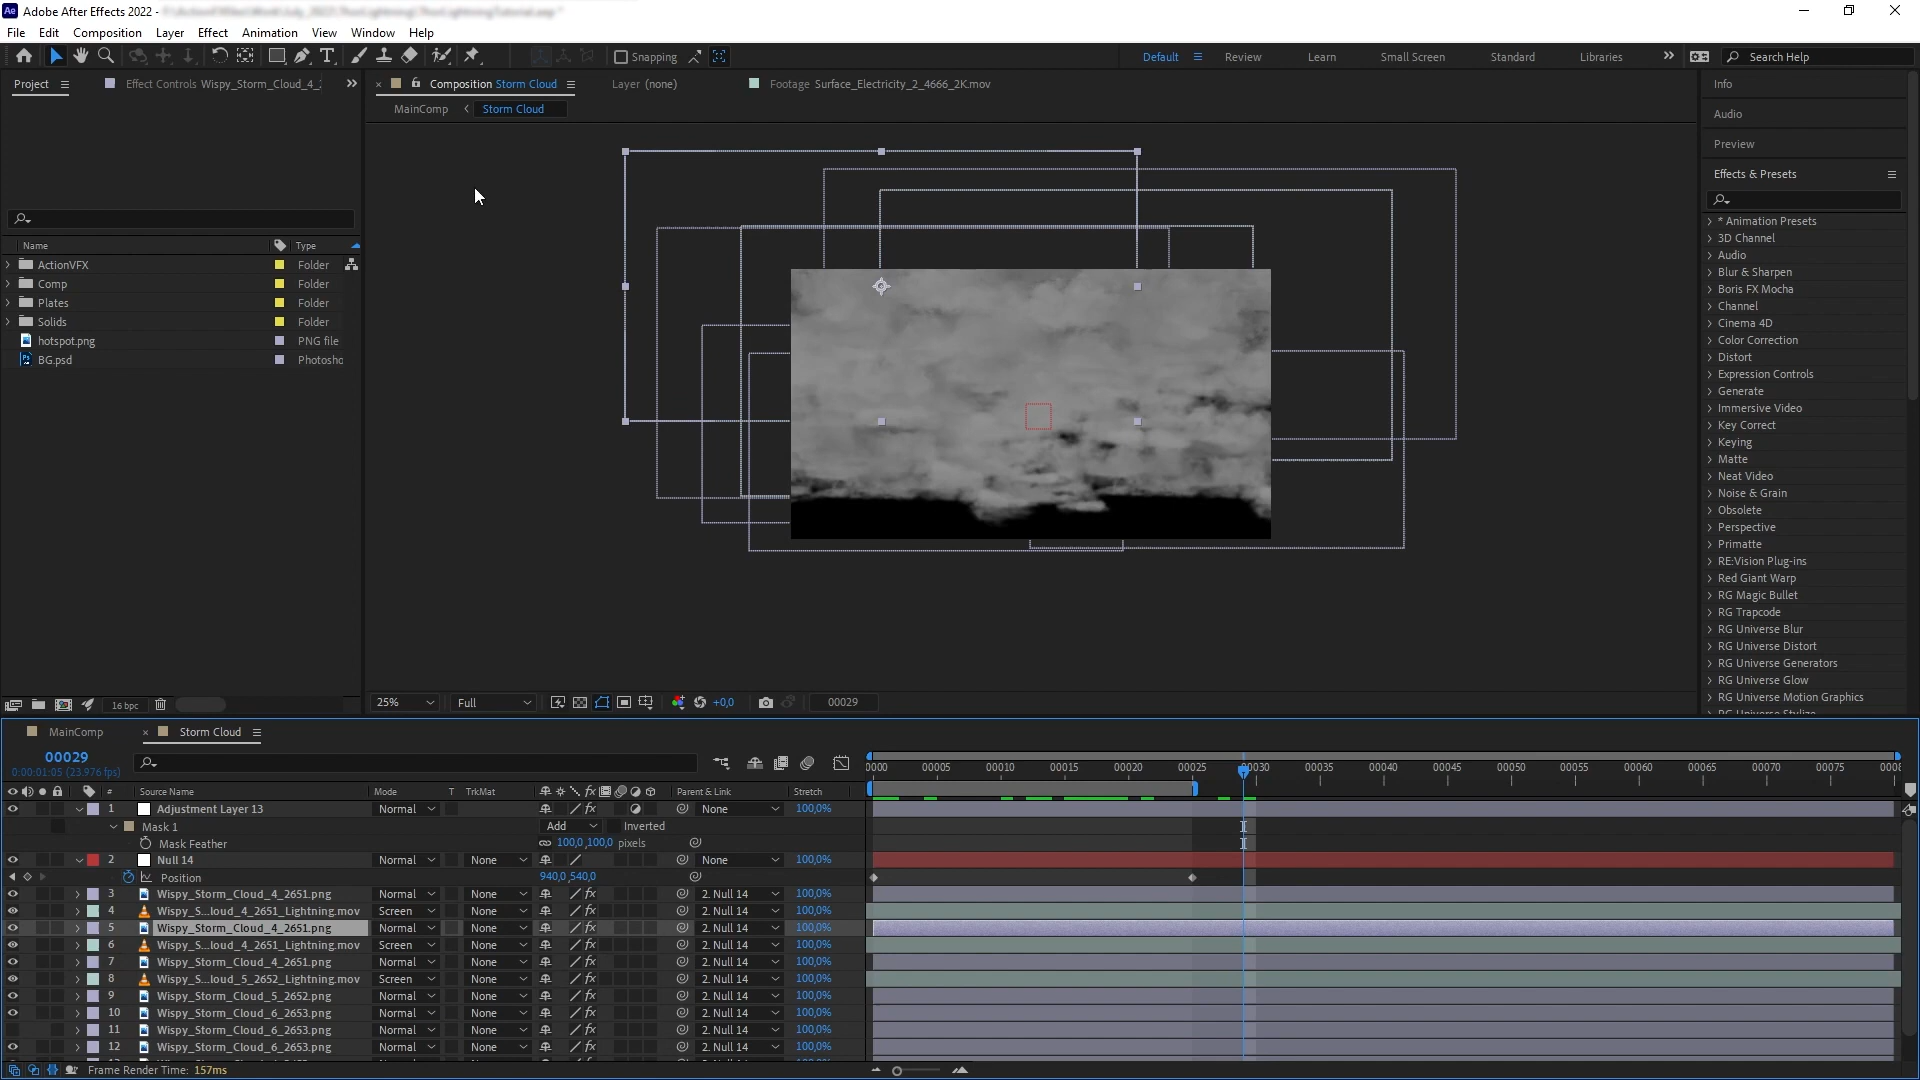 Adobe After Effects 2022 -
File Edit Composition Layer Effect Animation View Window Help
Snapping Default Review Learn Small Screen Standard Libraries Search Help
Project Effect Controls Wispy_Storm_Cloud_4_ Composition Storm Cloud Layer (none) Footage Surface_Electricity_2_4666_2K.mov
MainComp Storm Cloud
Name Type
ActionVFX Folder
Comp Folder
Plates Folder
Solids Folder
hotspot.png PNG file
BG.psd Photosho
Info
Audio
Preview
Effects & Presets
* Animation Presets
3D Channel
Audio
Blur & Sharpen
Boris FX Mocha
Channel
Cinema 4D
Color Correction
Distort
Expression Controls
Generate
Immersive Video
Key Correct
Keying
Matte
Neat Video
Noise & Grain
Obsolete
Perspective
Primatte
RE:Vision Plug-ins
Red Giant Warp
RG Magic Bullet
RG Trapcode
RG Universe Blur
RG Universe Distort
RG Universe Generators
RG Universe Glow
RG Universe Motion Graphics
RG Universe Stylize
16 bpc 25% Full +0,0 00029
MainComp Storm Cloud
00029
0:00:01:05 (23.976 fps)
0000 00005 00010 00015 00020 00025 00030 00035 00040 00045 00050 00055 00060 00065 00070 00075 0008
# Source Name Mode T TrkMat Parent & Link Stretch
1 Adjustment Layer 13 Normal None 100,0%
Mask 1 Add Inverted
Mask Feather 100,0 ,100,0 pixels
2 Null 14 Normal None None 100,0%
Position 940,0 ,540,0
3 Wispy_Storm_Cloud_4_2651.png Normal None 2. Null 14 100,0%
4 Wispy_S...loud_4_2651_Lightning.mov Screen None 2. Null 14 100,0%
5 Wispy_Storm_Cloud_4_2651.png Normal None 2. Null 14 100,0%
6 Wispy_S...loud_4_2651_Lightning.mov Screen None 2. Null 14 100,0%
7 Wispy_Storm_Cloud_4_2651.png Normal None 2. Null 14 100,0%
8 Wispy_S...loud_5_2652_Lightning.mov Screen None 2. Null 14 100,0%
9 Wispy_Storm_Cloud_5_2652.png Normal None 2. Null 14 100,0%
10 Wispy_Storm_Cloud_6_2653.png Normal None 2. Null 14 100,0%
11 Wispy_Storm_Cloud_6_2653.png Normal None 2. Null 14 100,0%
12 Wispy_Storm_Cloud_6_2653.png Normal None 2. Null 14 100,0%
Frame Render Time: 157ms